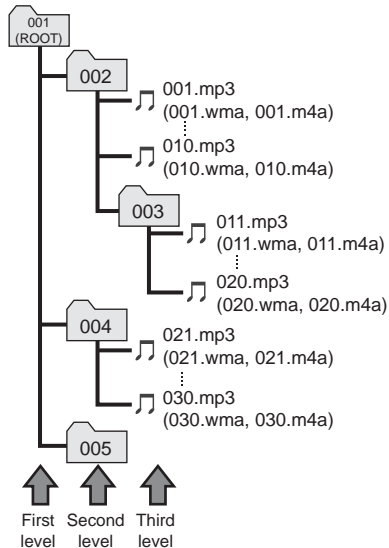 001
(ROOT)
002
001.mp3
(001.wma, 001.m4a)
010.mp3
(010.wma, 010.m4a)
003
011.mp3
(011.wma, 011.m4a)
020.mp3
(020.wma, 020.m4a)
004
021.mp3
(021.wma, 021.m4a)
030.mp3
(030.wma, 030.m4a)
005
First Second Third
level level level